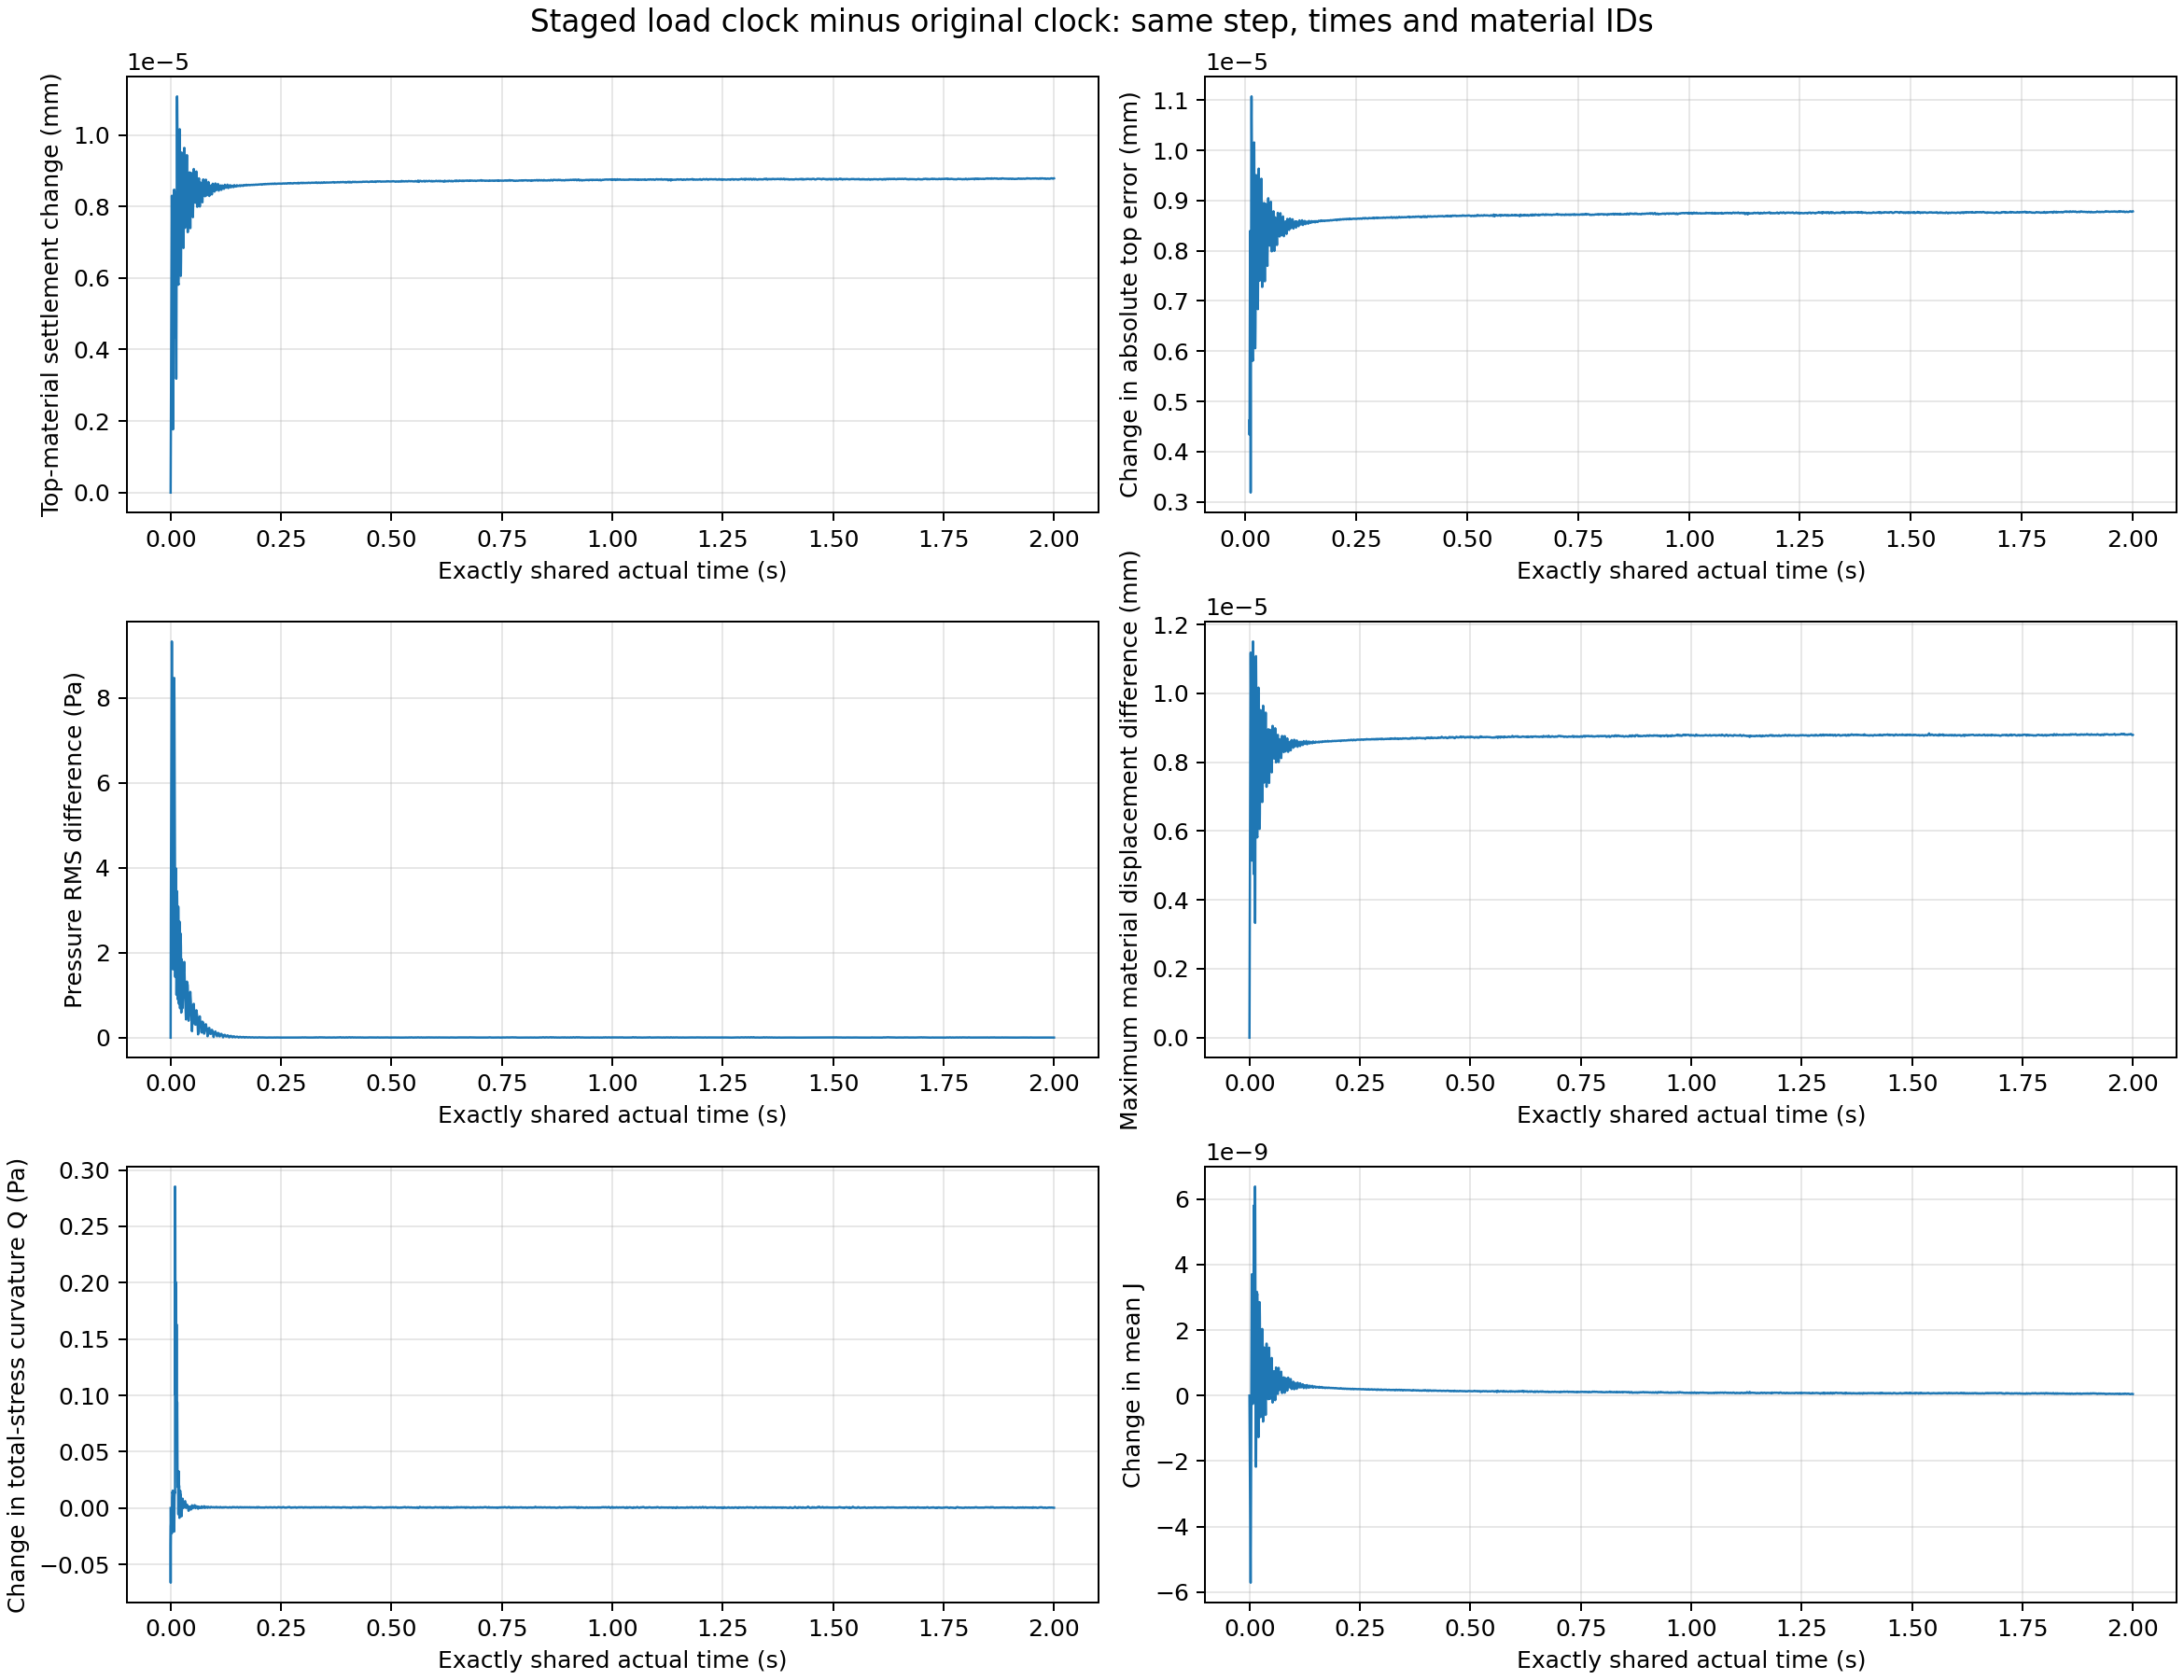 Staged load clock minus original clock: same step, times and material IDs
1e−5
Top-material settlement change (mm)
1.0
0.8
0.6
0.4
0.2
0.0
0.00 0.25 0.50 0.75 1.00 1.25 1.50 1.75 2.00
Exactly shared actual time (s)
1e−5
Change in absolute top error (mm)
1.1
1.0
0.9
0.8
0.7
0.6
0.5
0.4
0.3
0.00 0.25 0.50 0.75 1.00 1.25 1.50 1.75 2.00
Exactly shared actual time (s)
Pressure RMS difference (Pa)
8
6
4
2
0
0.00 0.25 0.50 0.75 1.00 1.25 1.50 1.75 2.00
Exactly shared actual time (s)
1e−5
Maximum material displacement difference (mm)
1.2
1.0
0.8
0.6
0.4
0.2
0.0
0.00 0.25 0.50 0.75 1.00 1.25 1.50 1.75 2.00
Exactly shared actual time (s)
Change in total-stress curvature Q (Pa)
0.30
0.25
0.20
0.15
0.10
0.05
0.00
−0.05
0.00 0.25 0.50 0.75 1.00 1.25 1.50 1.75 2.00
Exactly shared actual time (s)
1e−9
Change in mean J
6
4
2
0
−2
−4
−6
0.00 0.25 0.50 0.75 1.00 1.25 1.50 1.75 2.00
Exactly shared actual time (s)